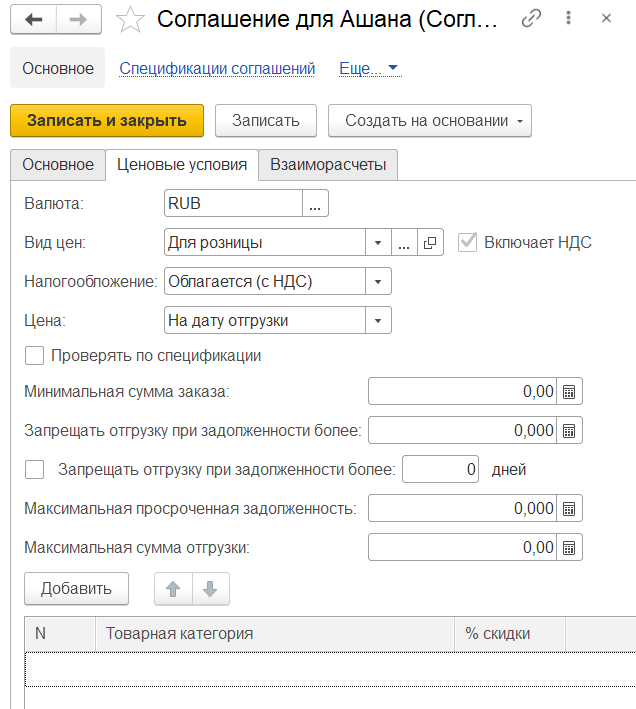 Соглашение для Ашана (Согл...
Основное Спецификации соглашений Еще...
Записать и закрыть Записать Создать на основании
Основное Ценовые условия Взаиморасчеты
Валюта: RUB ...
Вид цен: Для розницы ... Включает НДС
Налогообложение: Облагается (с НДС)
Цена: На дату отгрузки
Проверять по спецификации
Минимальная сумма заказа: 0,00
Запрещать отгрузку при задолженности более: 0,000
Запрещать отгрузку при задолженности более: 0 дней
Максимальная просроченная задолженность: 0,000
Максимальная сумма отгрузки: 0,00
Добавить
N Товарная категория % скидки